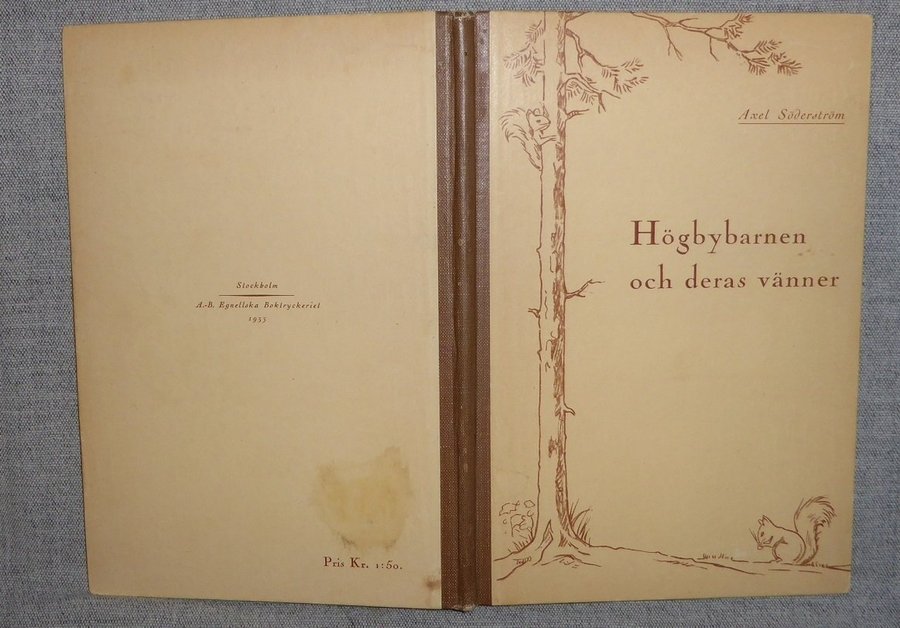 Stockholm
A.-B. Egnellska Boktryckeriet
1933
Pris Kr. 1:50.
Axel Söderström
Högbybarnen
och deras vänner